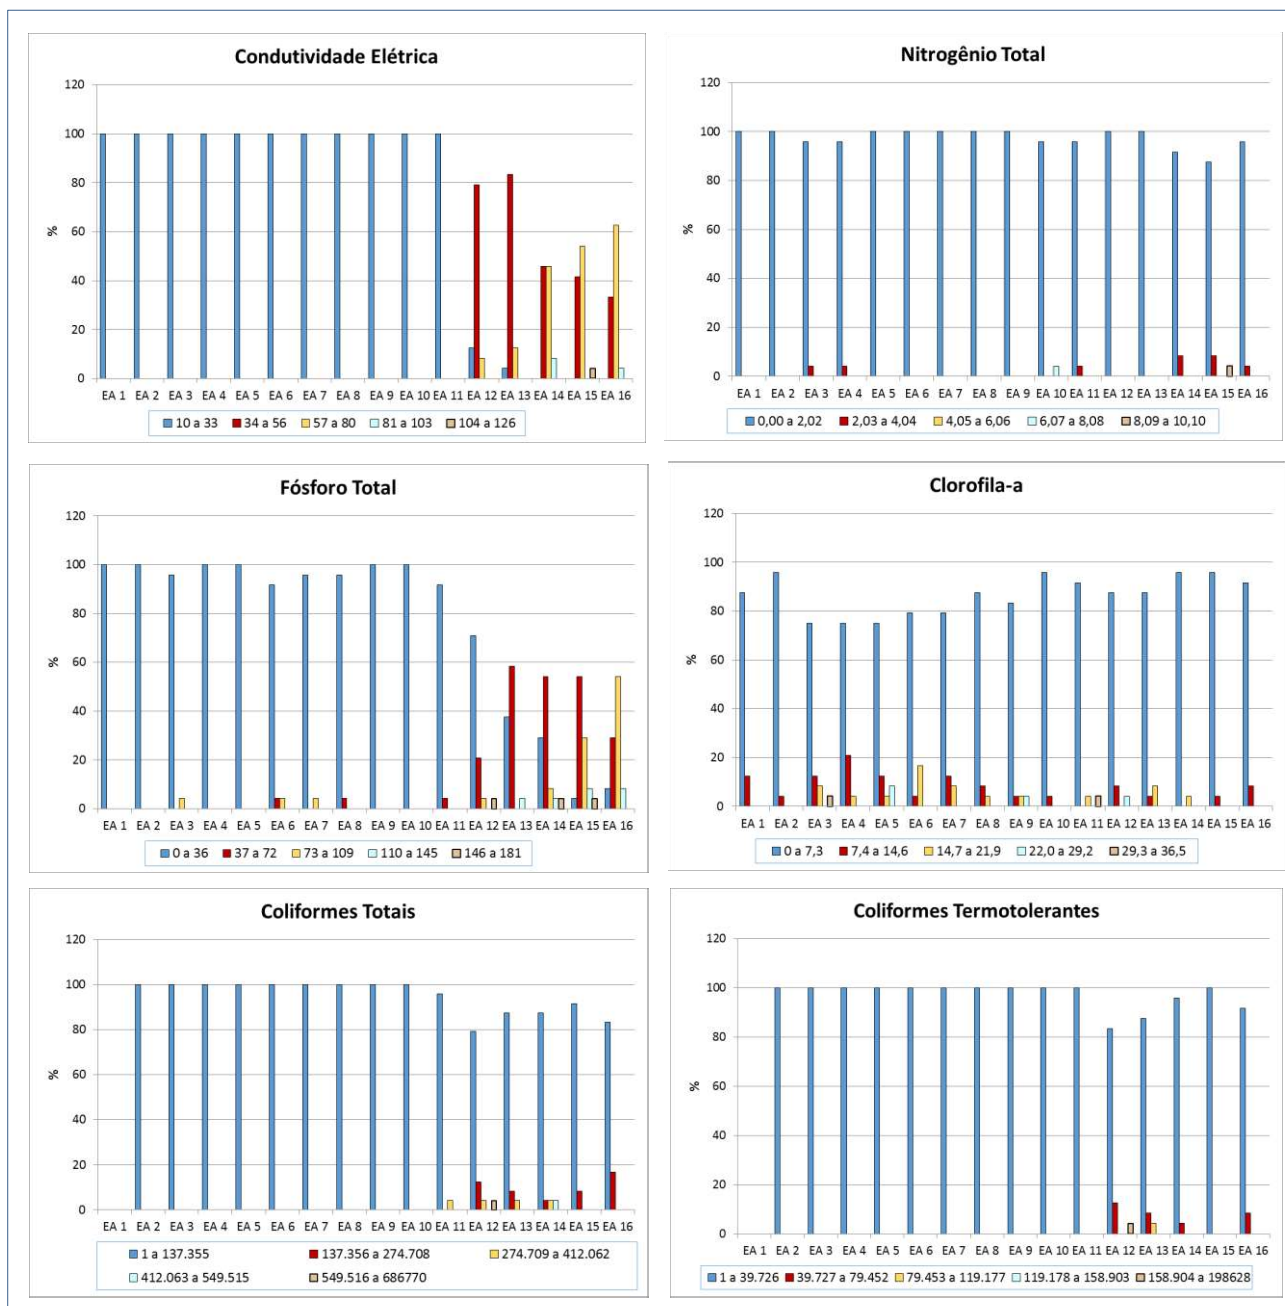 Condutividade Elétrica
120
100
80
60
40
20
0
%
EA 1 EA 2 EA 3 EA 4 EA 5 EA 6 EA 7 EA 8 EA 9 EA 10 EA 11 EA 12 EA 13 EA 14 EA 15 EA 16
10 a 33 34 a 56 57 a 80 81 a 103 104 a 126
Nitrogênio Total
120
100
80
60
40
20
0
%
EA 1 EA 2 EA 3 EA 4 EA 5 EA 6 EA 7 EA 8 EA 9 EA 10 EA 11 EA 12 EA 13 EA 14 EA 15 EA 16
0,00 a 2,02 2,03 a 4,04 4,05 a 6,06 6,07 a 8,08 8,09 a 10,10
Fósforo Total
120
100
80
60
40
20
0
%
EA 1 EA 2 EA 3 EA 4 EA 5 EA 6 EA 7 EA 8 EA 9 EA 10 EA 11 EA 12 EA 13 EA 14 EA 15 EA 16
0 a 36 37 a 72 73 a 109 110 a 145 146 a 181
Clorofila-a
120
100
80
60
40
20
0
%
EA 1 EA 2 EA 3 EA 4 EA 5 EA 6 EA 7 EA 8 EA 9 EA 10 EA 11 EA 12 EA 13 EA 14 EA 15 EA 16
0 a 7,3 7,4 a 14,6 14,7 a 21,9 22,0 a 29,2 29,3 a 36,5
Coliformes Totais
120
100
80
60
40
20
0
%
EA 1 EA 2 EA 3 EA 4 EA 5 EA 6 EA 7 EA 8 EA 9 EA 10 EA 11 EA 12 EA 13 EA 14 EA 15 EA 16
1 a 137.355 137.356 a 274.708 274.709 a 412.062
412.063 a 549.515 549.516 a 686770
Coliformes Termotolerantes
120
100
80
60
40
20
0
%
EA 1 EA 2 EA 3 EA 4 EA 5 EA 6 EA 7 EA 8 EA 9 EA 10 EA 11 EA 12 EA 13 EA 14 EA 15 EA 16
1 a 39.726 39.727 a 79.452 79.453 a 119.177 119.178 a 158.903 158.904 a 198628